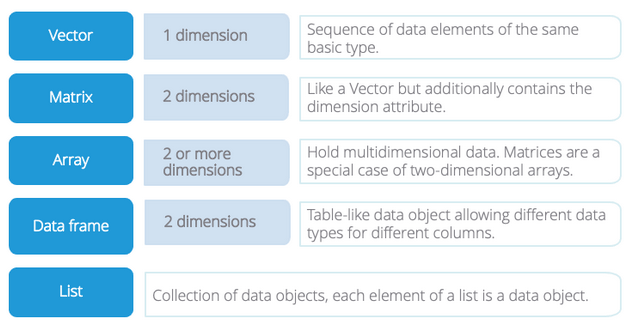 Vector
1 dimension
Sequence of data elements of the same
basic type.
Matrix
2 dimensions
Like a Vector but additionally contains the
dimension attribute.
Array
2 or more
dimensions
Hold multidimensional data. Matrices are a
special case of two-dimensional arrays.
Data frame
2 dimensions
Table-like data object allowing different data
types for different columns.
List
Collection of data objects, each element of a list is a data object.